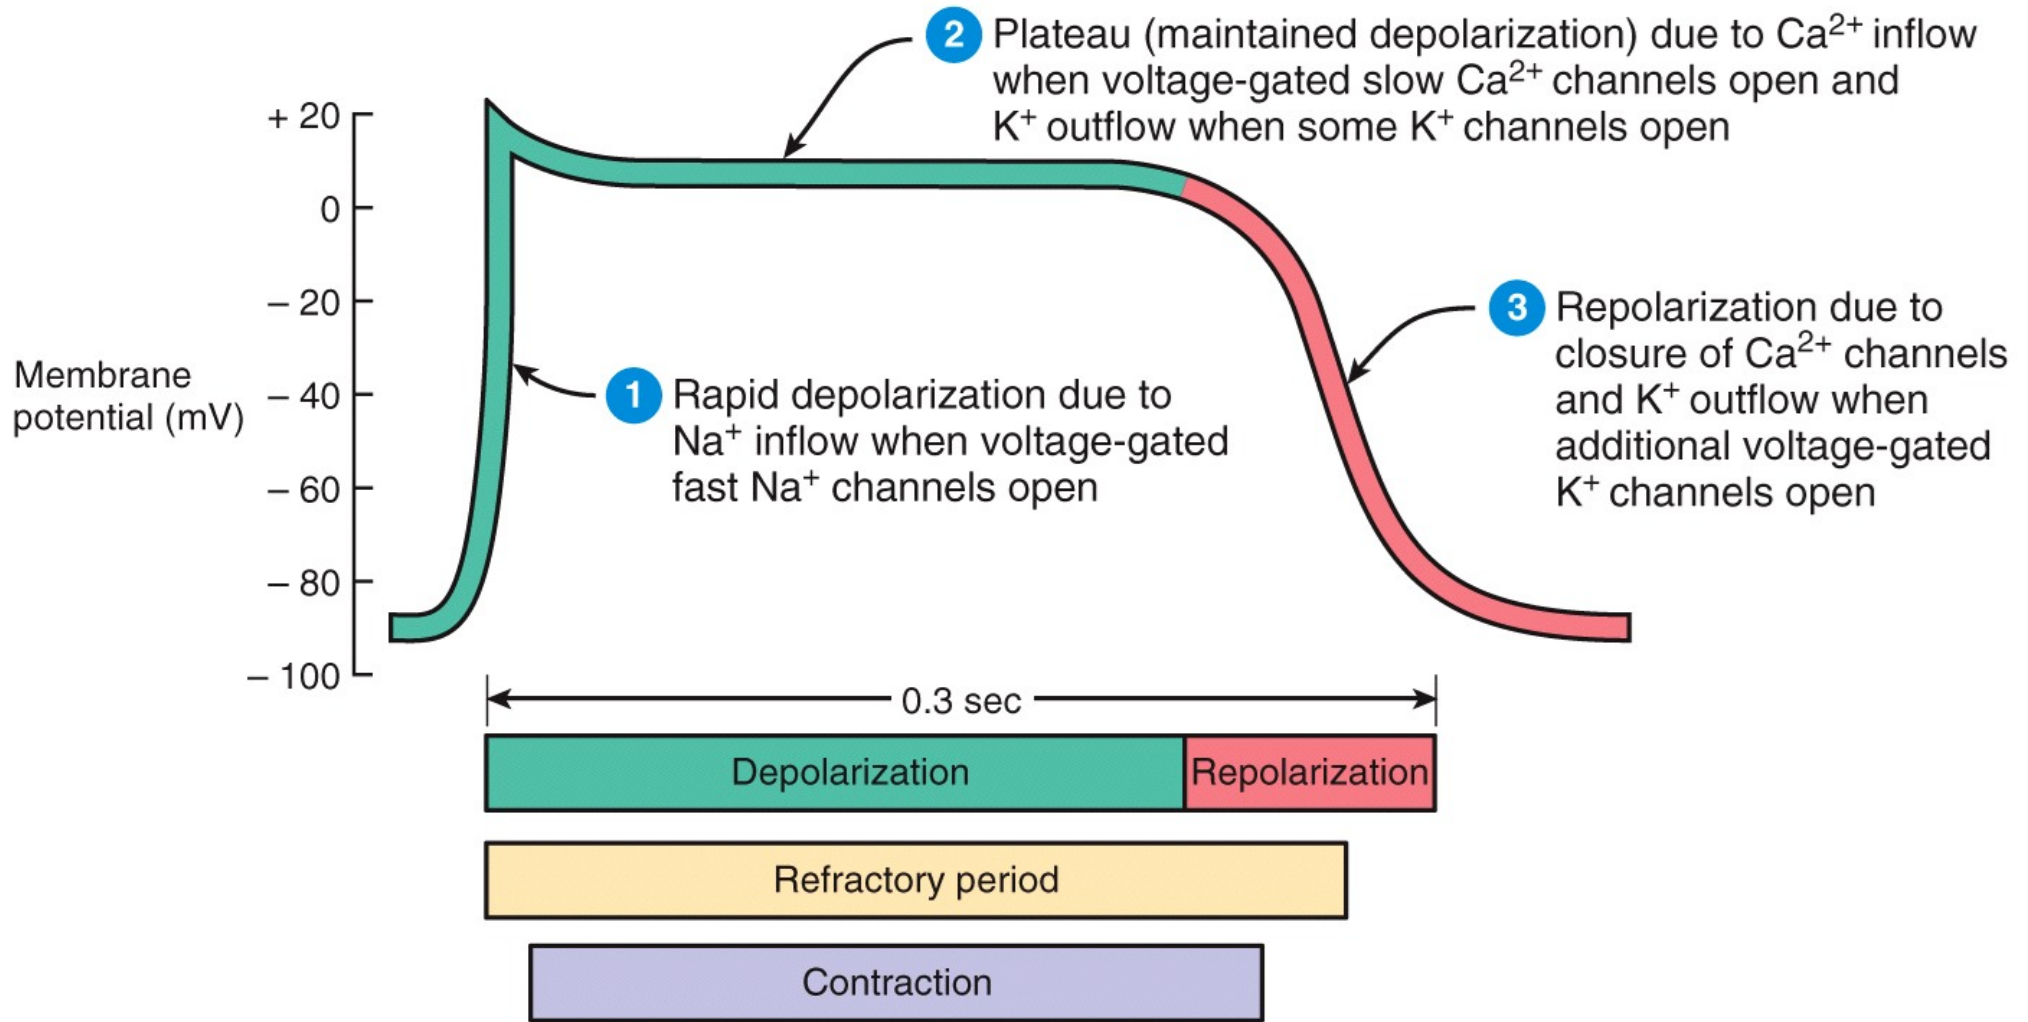 2 Plateau (maintained depolarization) due to Ca²⁺ inflow
when voltage-gated slow Ca²⁺ channels open and
K⁺ outflow when some K⁺ channels open
+ 20
0
– 20
– 40
– 60
– 80
– 100
Membrane
potential (mV)
1 Rapid depolarization due to
Na⁺ inflow when voltage-gated
fast Na⁺ channels open
3 Repolarization due to
closure of Ca²⁺ channels
and K⁺ outflow when
additional voltage-gated
K⁺ channels open
0.3 sec
Depolarization
Repolarization
Refractory period
Contraction